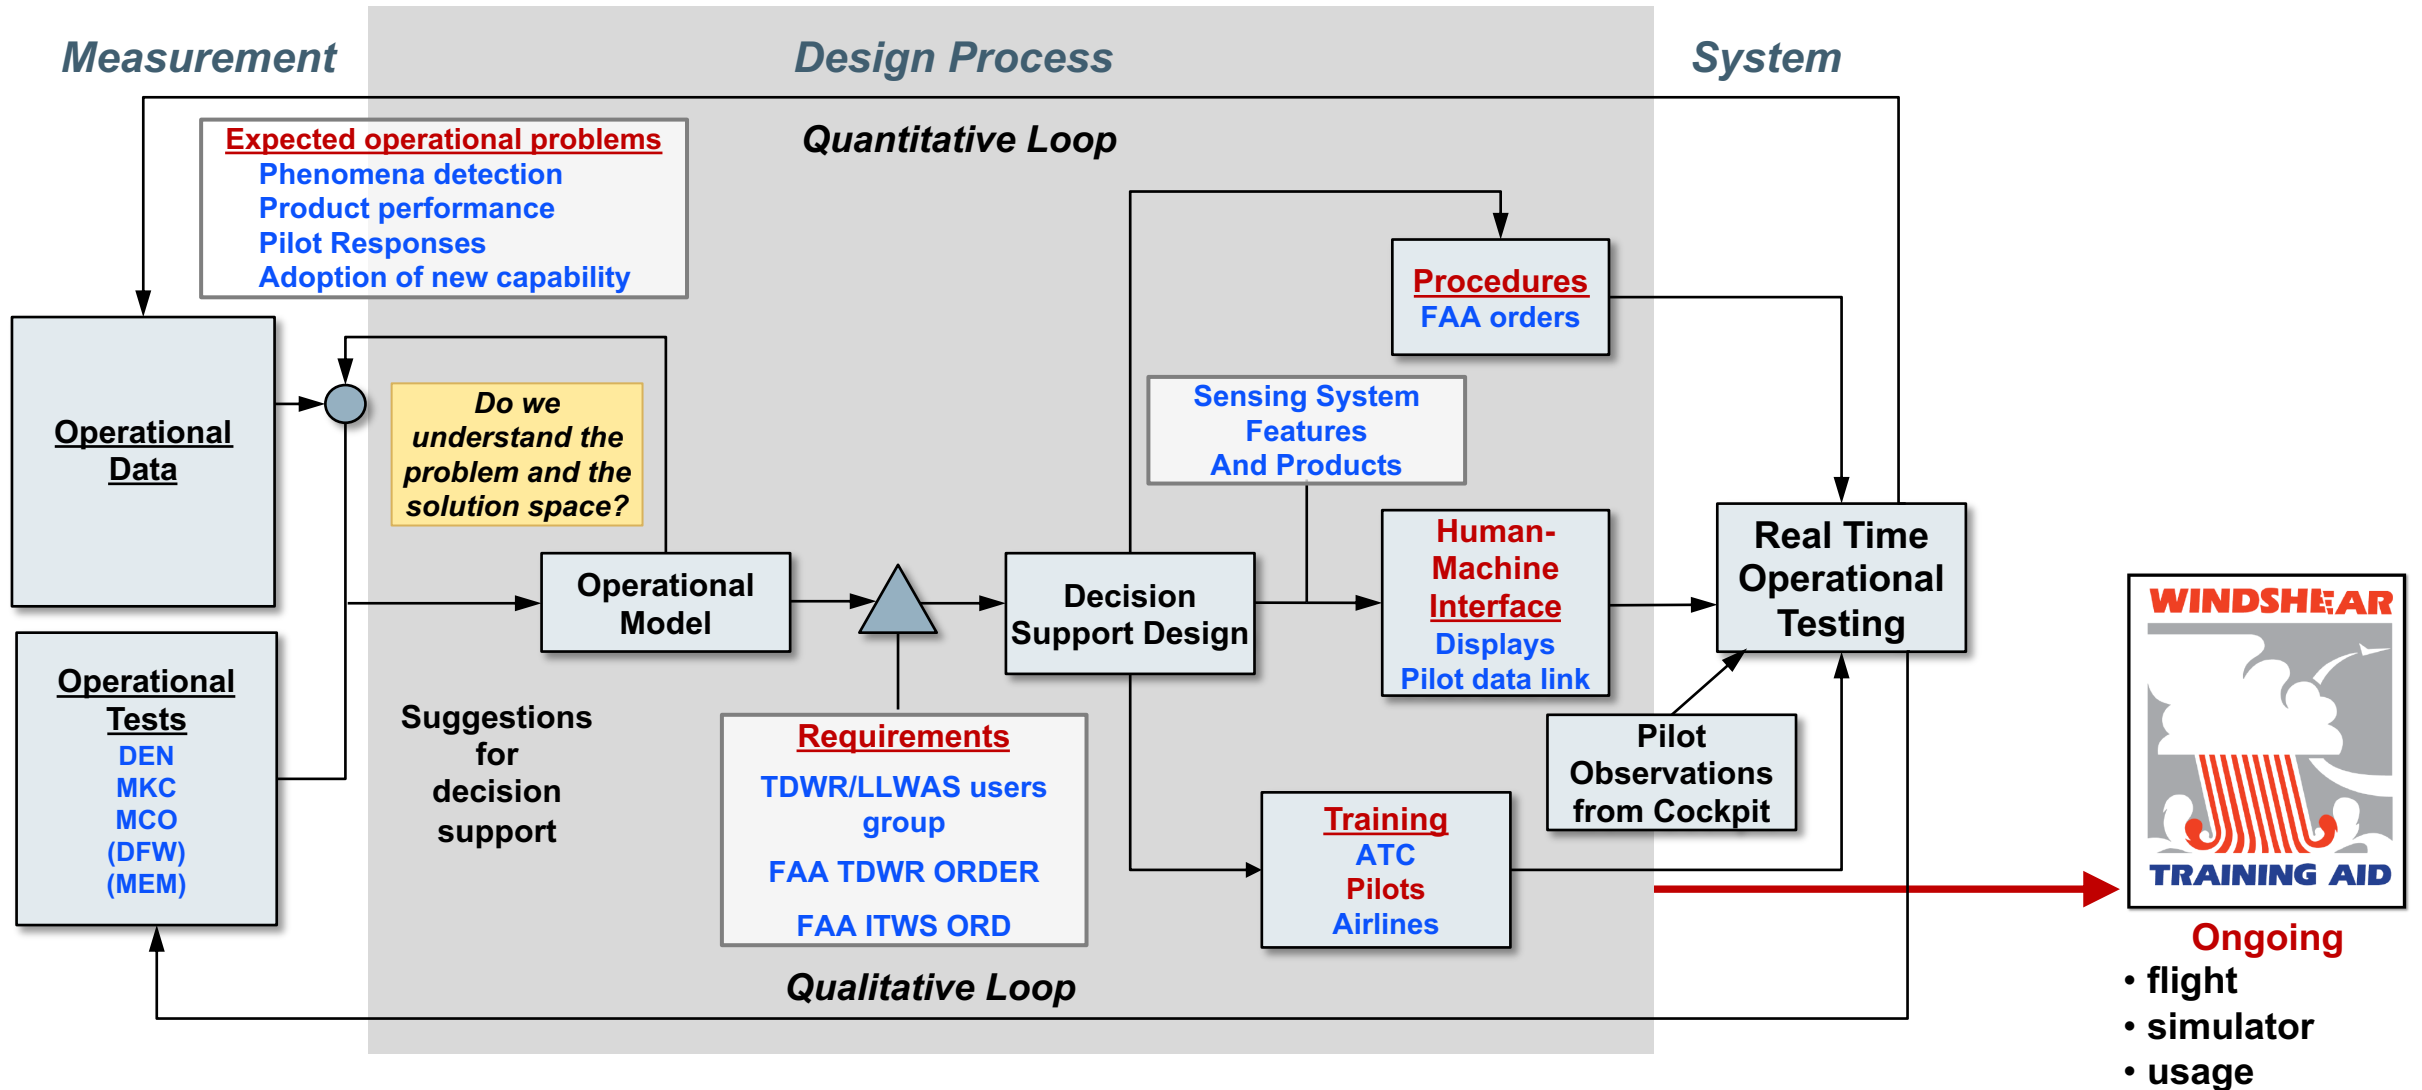 Measurement
Design Process
System
Quantitative Loop
Expected operational problems
Phenomena detection
Product performance
Pilot Responses
Adoption of new capability
Procedures
FAA orders
Operational
Data
Do we
understand the
problem and the
solution space?
Sensing System
Features
And Products
Operational
Model
Decision
Support Design
Human-
Machine
Interface
Displays
Pilot data link
Real Time
Operational
Testing
Operational
Tests
DEN
MKC
MCO
(DFW)
(MEM)
Suggestions
for
decision
support
Requirements
TDWR/LLWAS users
group
FAA TDWR ORDER
FAA ITWS ORD
Training
ATC
Pilots
Airlines
Pilot
Observations
from Cockpit
Qualitative Loop
WINDSHEAR
TRAINING AID
Ongoing
• flight
• simulator
• usage